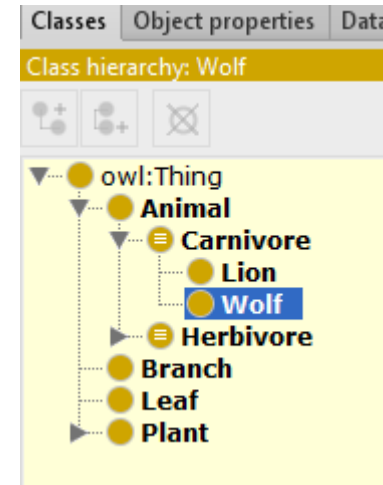 Classes Object properties Data
Class hierarchy: Wolf
owl:Thing
Animal
Carnivore
Lion
Wolf
Herbivore
Branch
Leaf
Plant